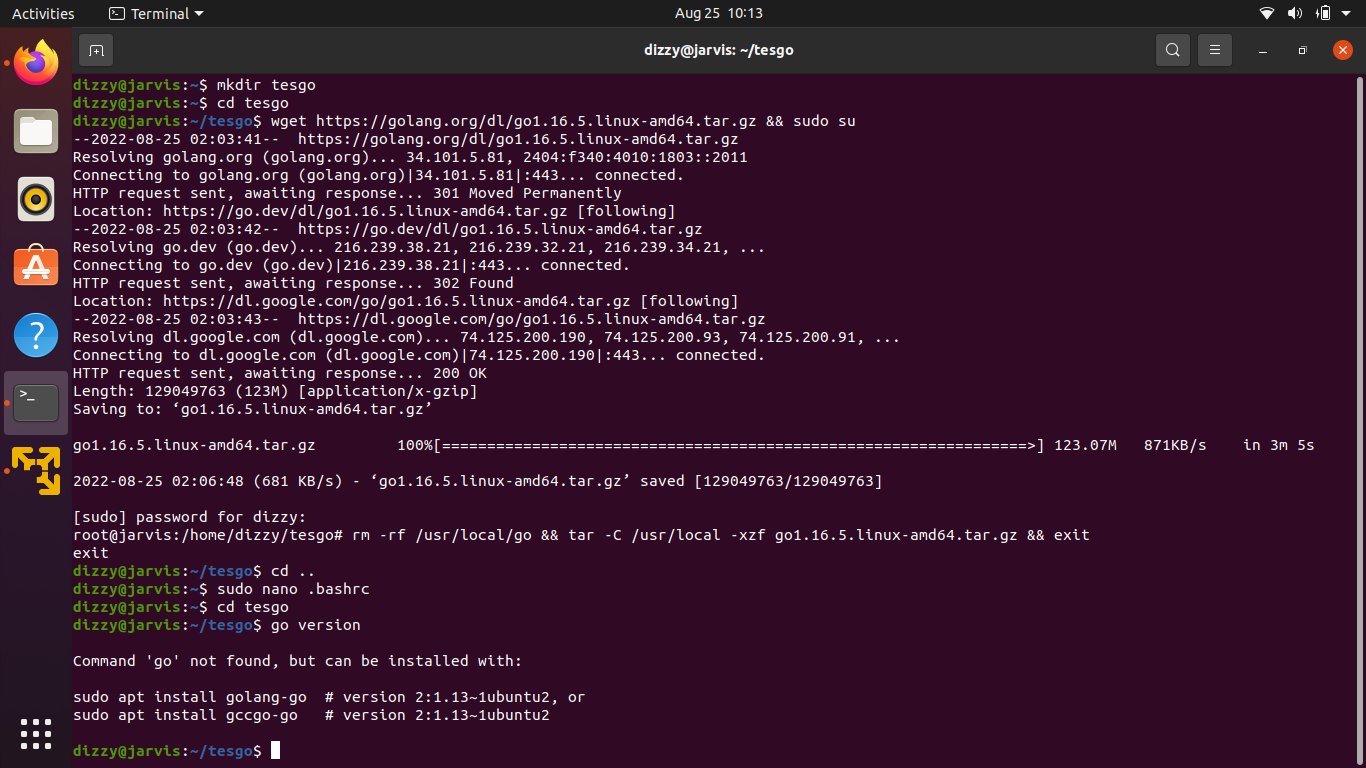 Activities Terminal Aug 25 10:13
dizzy@jarvis: ~/tesgo
dizzy@jarvis:~$ mkdir tesgo
dizzy@jarvis:~$ cd tesgo
dizzy@jarvis:~/tesgo$ wget https://golang.org/dl/go1.16.5.linux-amd64.tar.gz && sudo su
--2022-08-25 02:03:41--  https://golang.org/dl/go1.16.5.linux-amd64.tar.gz
Resolving golang.org (golang.org)... 34.101.5.81, 2404:f340:4010:1803::2011
Connecting to golang.org (golang.org)|34.101.5.81|:443... connected.
HTTP request sent, awaiting response... 301 Moved Permanently
Location: https://go.dev/dl/go1.16.5.linux-amd64.tar.gz [following]
--2022-08-25 02:03:42--  https://go.dev/dl/go1.16.5.linux-amd64.tar.gz
Resolving go.dev (go.dev)... 216.239.38.21, 216.239.32.21, 216.239.34.21, ...
Connecting to go.dev (go.dev)|216.239.38.21|:443... connected.
HTTP request sent, awaiting response... 302 Found
Location: https://dl.google.com/go/go1.16.5.linux-amd64.tar.gz [following]
--2022-08-25 02:03:43--  https://dl.google.com/go/go1.16.5.linux-amd64.tar.gz
Resolving dl.google.com (dl.google.com)... 74.125.200.190, 74.125.200.93, 74.125.200.91, ...
Connecting to dl.google.com (dl.google.com)|74.125.200.190|:443... connected.
HTTP request sent, awaiting response... 200 OK
Length: 129049763 (123M) [application/x-gzip]
Saving to: ‘go1.16.5.linux-amd64.tar.gz’
go1.16.5.linux-amd64.tar.gz         100%[=================================================================>] 123.07M   871KB/s    in 3m 5s
2022-08-25 02:06:48 (681 KB/s) - ‘go1.16.5.linux-amd64.tar.gz’ saved [129049763/129049763]
[sudo] password for dizzy:
root@jarvis:/home/dizzy/tesgo# rm -rf /usr/local/go && tar -C /usr/local -xzf go1.16.5.linux-amd64.tar.gz && exit
exit
dizzy@jarvis:~/tesgo$ cd ..
dizzy@jarvis:~$ sudo nano .bashrc
dizzy@jarvis:~$ cd tesgo
dizzy@jarvis:~/tesgo$ go version
Command 'go' not found, but can be installed with:
sudo apt install golang-go  # version 2:1.13~1ubuntu2, or
sudo apt install gccgo-go   # version 2:1.13~1ubuntu2
dizzy@jarvis:~/tesgo$